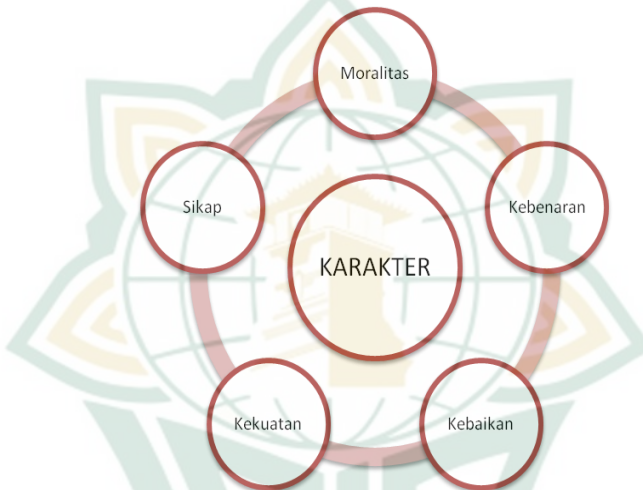 Moralitas
Sikap
Kebenaran
KARAKTER
Kekuatan
Kebaikan